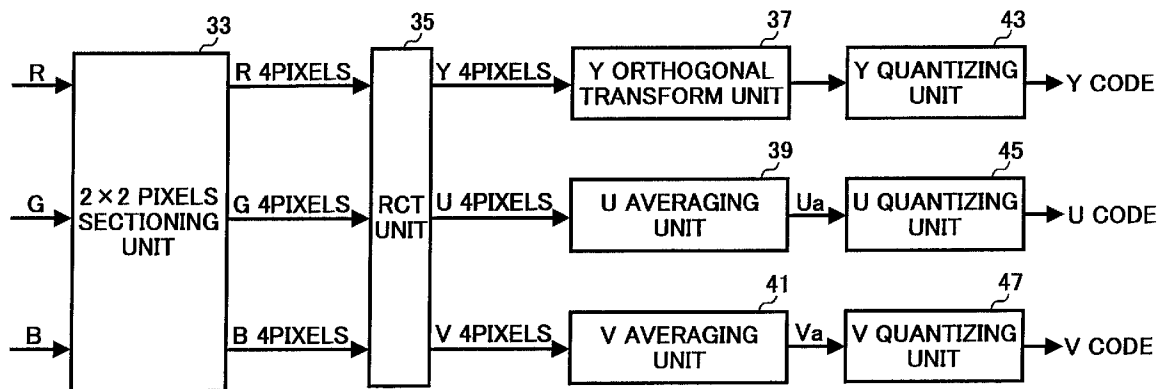 33
35
37
43
R
R 4PIXELS
Y 4PIXELS
Y ORTHOGONAL
TRANSFORM UNIT
Y QUANTIZING
UNIT
Y CODE
39
45
G
2×2 PIXELS
SECTIONING
UNIT
G 4PIXELS
RCT
UNIT
U 4PIXELS
U AVERAGING
UNIT
Ua
U QUANTIZING
UNIT
U CODE
41
47
B
B 4PIXELS
V 4PIXELS
V AVERAGING
UNIT
Va
V QUANTIZING
UNIT
V CODE